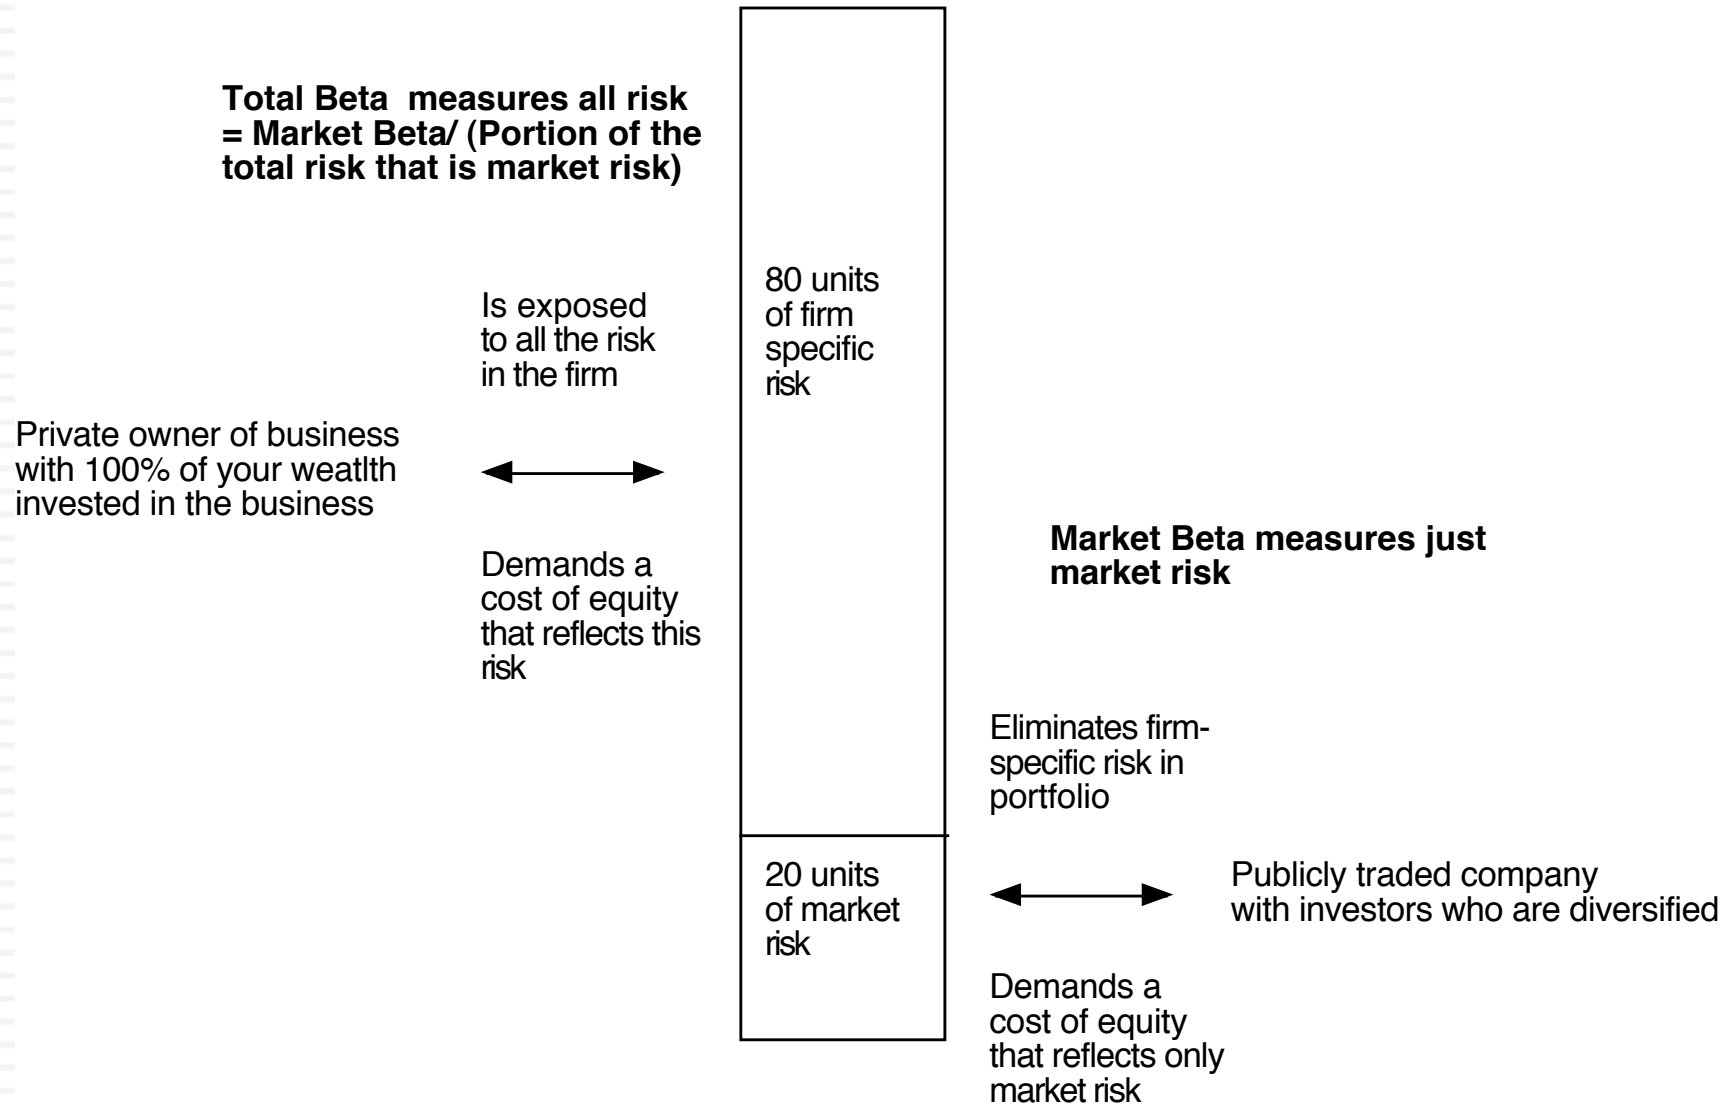 Total Beta  measures all risk
= Market Beta/ (Portion of the
total risk that is market risk)
80 units
of firm
specific
risk
Is exposed
to all the risk
in the firm
Private owner of business
with 100% of your weatlth
invested in the business
Demands a
cost of equity
that reflects this
risk
Market Beta measures just
market risk
Eliminates firm-
specific risk in
portfolio
20 units
of market
risk
Publicly traded company
with investors who are diversified
Demands a
cost of equity
that reflects only
market risk